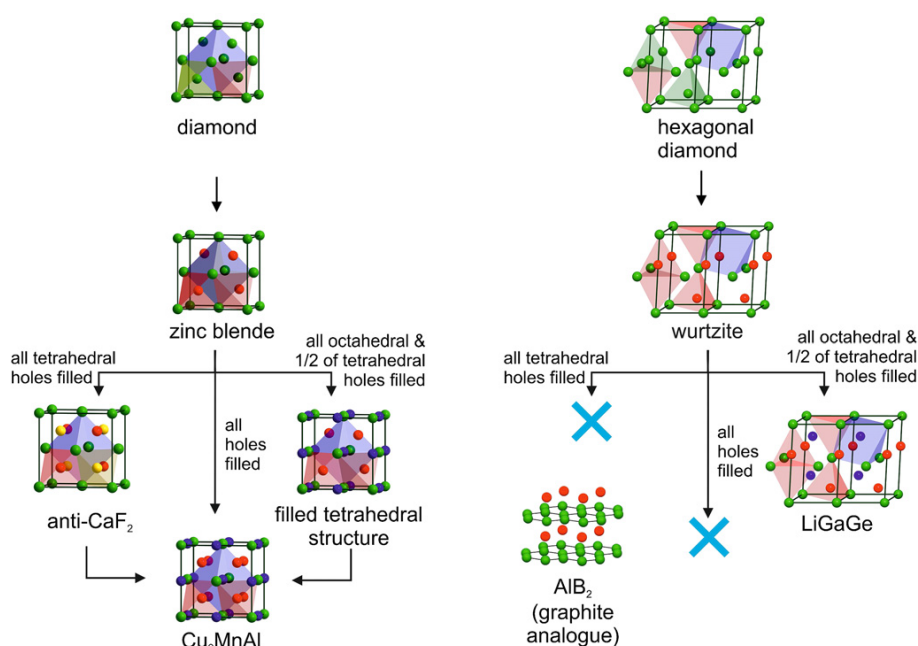 diamond
zinc blende
all tetrahedral
holes filled
all octahedral &
1/2 of tetrahedral
holes filled
all
holes
filled
anti-CaF₂
filled tetrahedral
structure
Cu₂MnAl
hexagonal
diamond
wurtzite
all tetrahedral
holes filled
all octahedral &
1/2 of tetrahedral
holes filled
all
holes
filled
LiGaGe
AlB₂
(graphite
analogue)